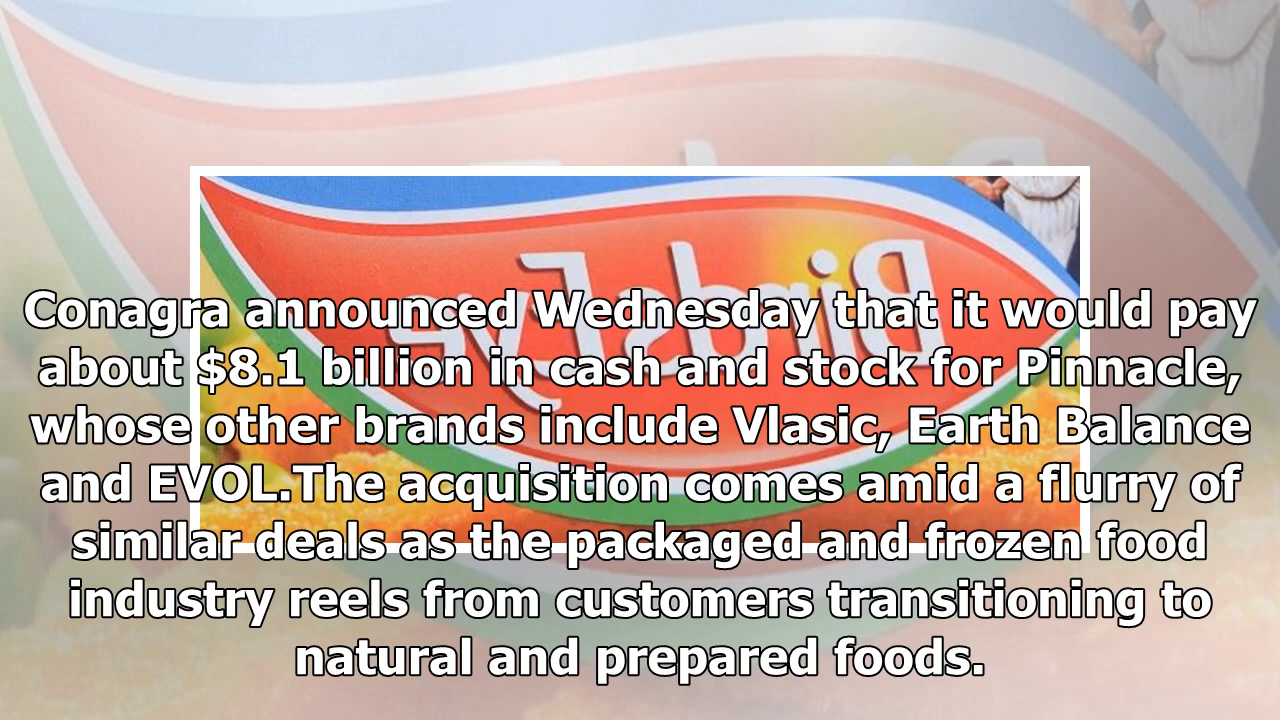 BirdsEye
Conagra announced Wednesday that it would pay
about $8.1 billion in cash and stock for Pinnacle,
whose other brands include Vlasic, Earth Balance
and EVOL.The acquisition comes amid a flurry of
similar deals as the packaged and frozen food
industry reels from customers transitioning to
natural and prepared foods.